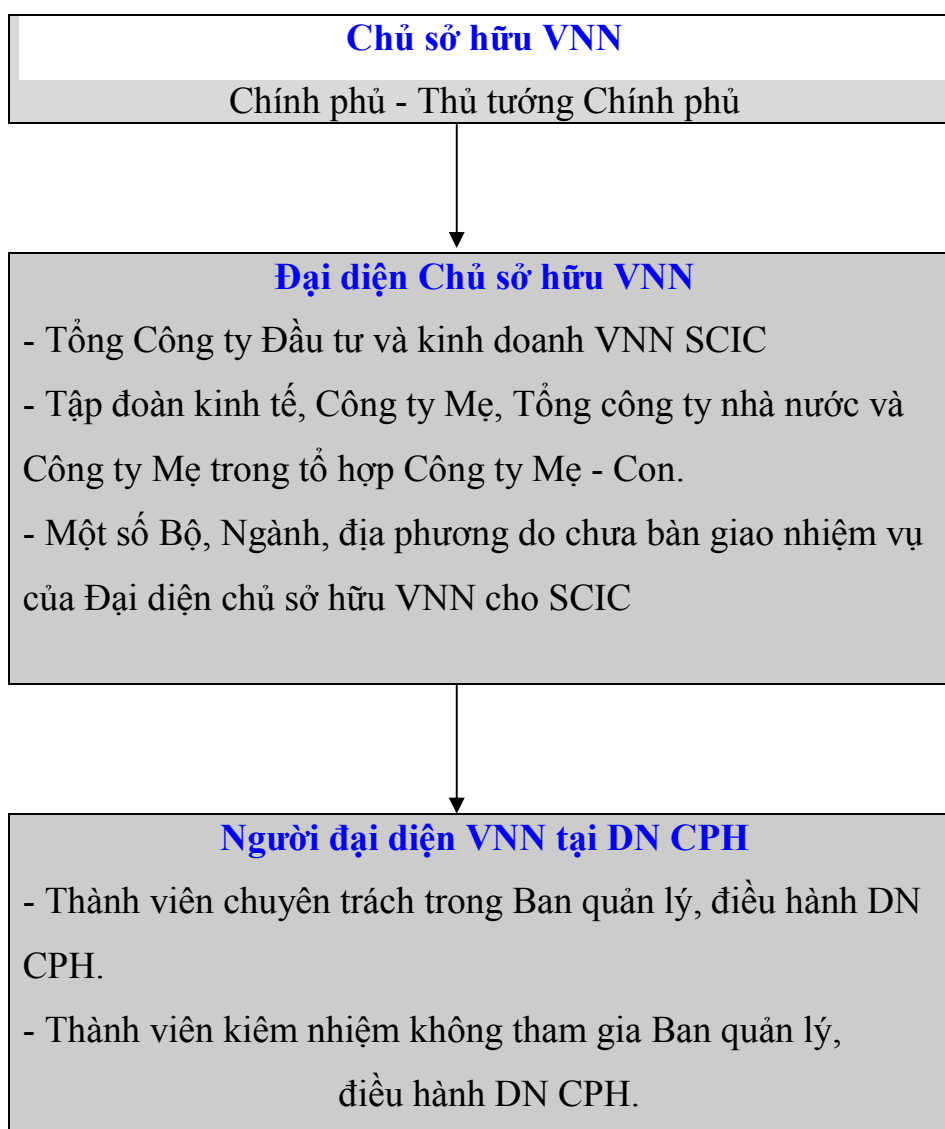 Chủ sở hữu VNN
Chính phủ - Thủ tướng Chính phủ
Đại diện Chủ sở hữu VNN
- Tổng Công ty Đầu tư và kinh doanh VNN SCIC
- Tập đoàn kinh tế, Công ty Mẹ, Tổng công ty nhà nước và
Công ty Mẹ trong tổ hợp Công ty Mẹ - Con.
- Một số Bộ, Ngành, địa phương do chưa bàn giao nhiệm vụ
của Đại diện chủ sở hữu VNN cho SCIC
Người đại diện VNN tại DN CPH
- Thành viên chuyên trách trong Ban quản lý, điều hành DN
CPH.
- Thành viên kiêm nhiệm không tham gia Ban quản lý,
điều hành DN CPH.